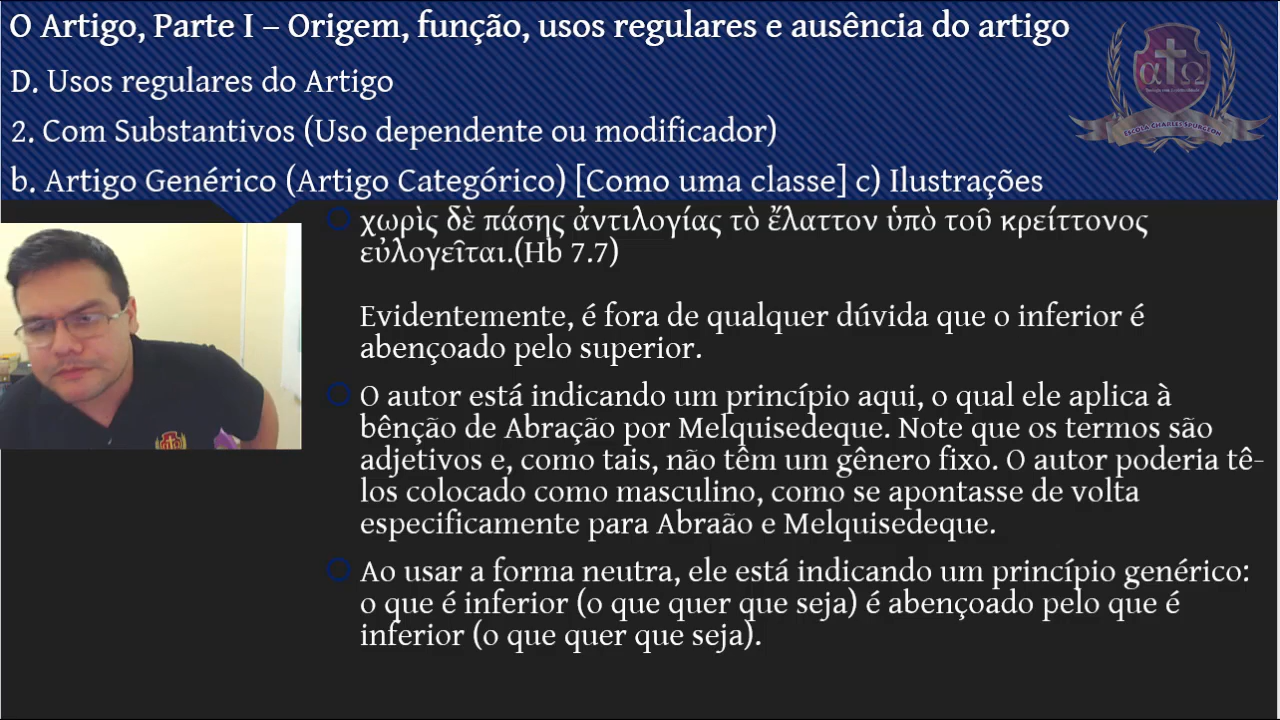 O Artigo, Parte I – Origem, função, usos regulares e ausência do artigo
D. Usos regulares do Artigo
2. Com Substantivos (Uso dependente ou modificador)
b. Artigo Genérico (Artigo Categórico) [Como uma classe] c) Ilustrações
α Ω
ESCOLA CHARLES SPURGEON
χωρὶς δὲ πάσης ἀντιλογίας τὸ ἔλαττον ὑπὸ τοῦ κρείττονος
εὐλογεῖται.(Hb 7.7)
Evidentemente, é fora de qualquer dúvida que o inferior é
abençoado pelo superior.
O autor está indicando um princípio aqui, o qual ele aplica à
bênção de Abração por Melquisedeque. Note que os termos são
adjetivos e, como tais, não têm um gênero fixo. O autor poderia tê-
los colocado como masculino, como se apontasse de volta
especificamente para Abraão e Melquisedeque.
Ao usar a forma neutra, ele está indicando um princípio genérico:
o que é inferior (o que quer que seja) é abençoado pelo que é
inferior (o que quer que seja).